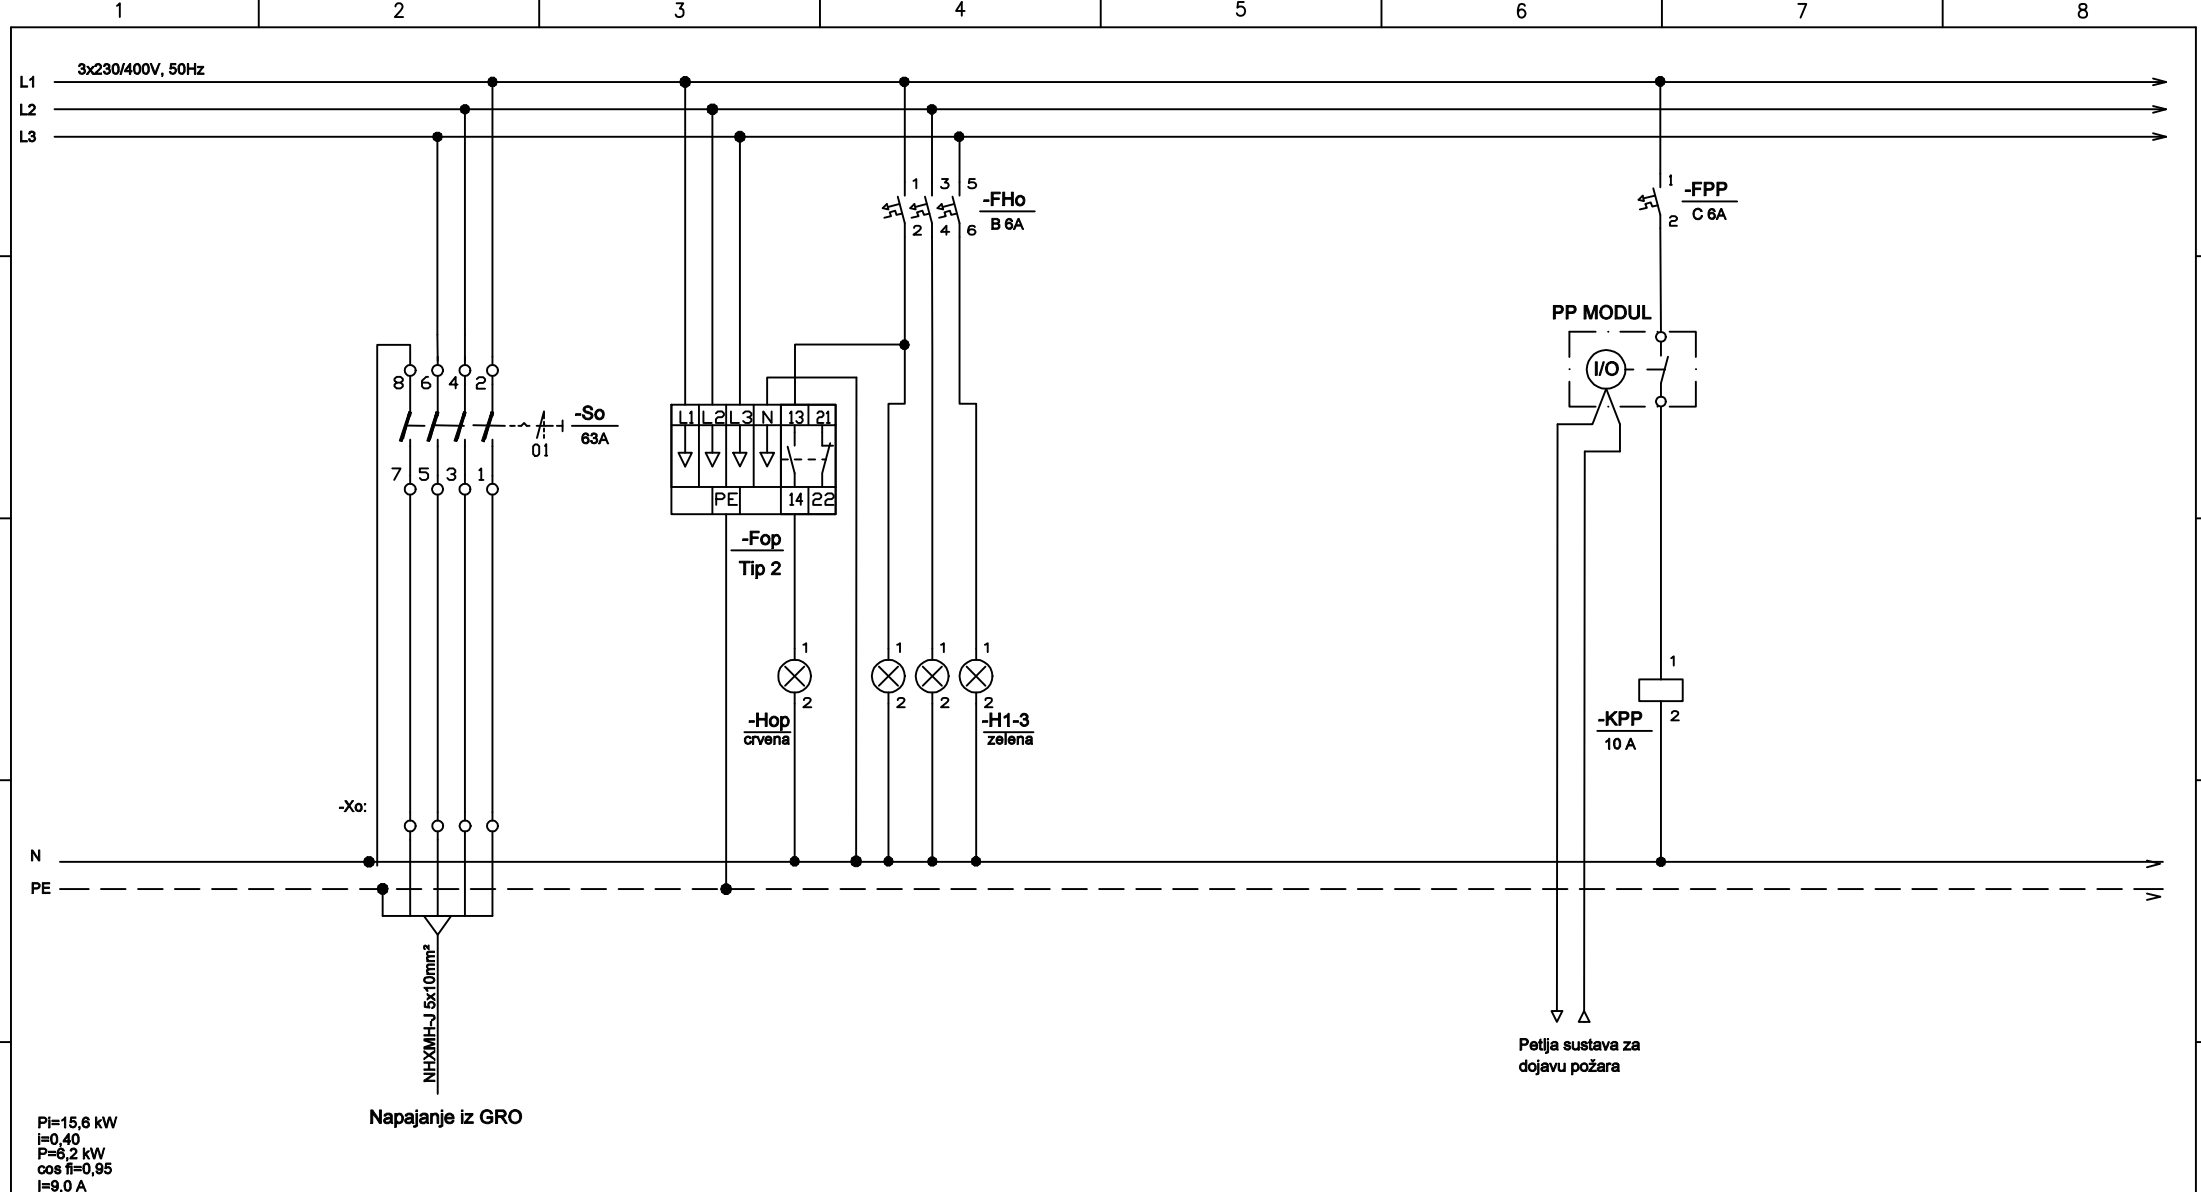 1 2 3 4 5 6 7 8
3x230/400V, 50Hz
L1
L2
L3
1 3 5
-FHo
B 6A
2 4 6
1
-FPP
C 6A
2
PP MODUL
I/O
8 6 4 2
-So
63A
01
7 5 3 1
L1 L2 L3 N 13 21
PE 14 22
-Fop
Tip 2
1 1 1 1
2 2 2 2
-Hop
crvena
-H1-3
zelena
1
2
-KPP
10 A
-Xo:
N
PE
NHXMH-J 5x10mm²
Napajanje iz GRO
Petlja sustava za
dojavu požara
Pi=15,6 kW
i=0,40
P=6,2 kW
cos fi=0,95
I=9,0 A